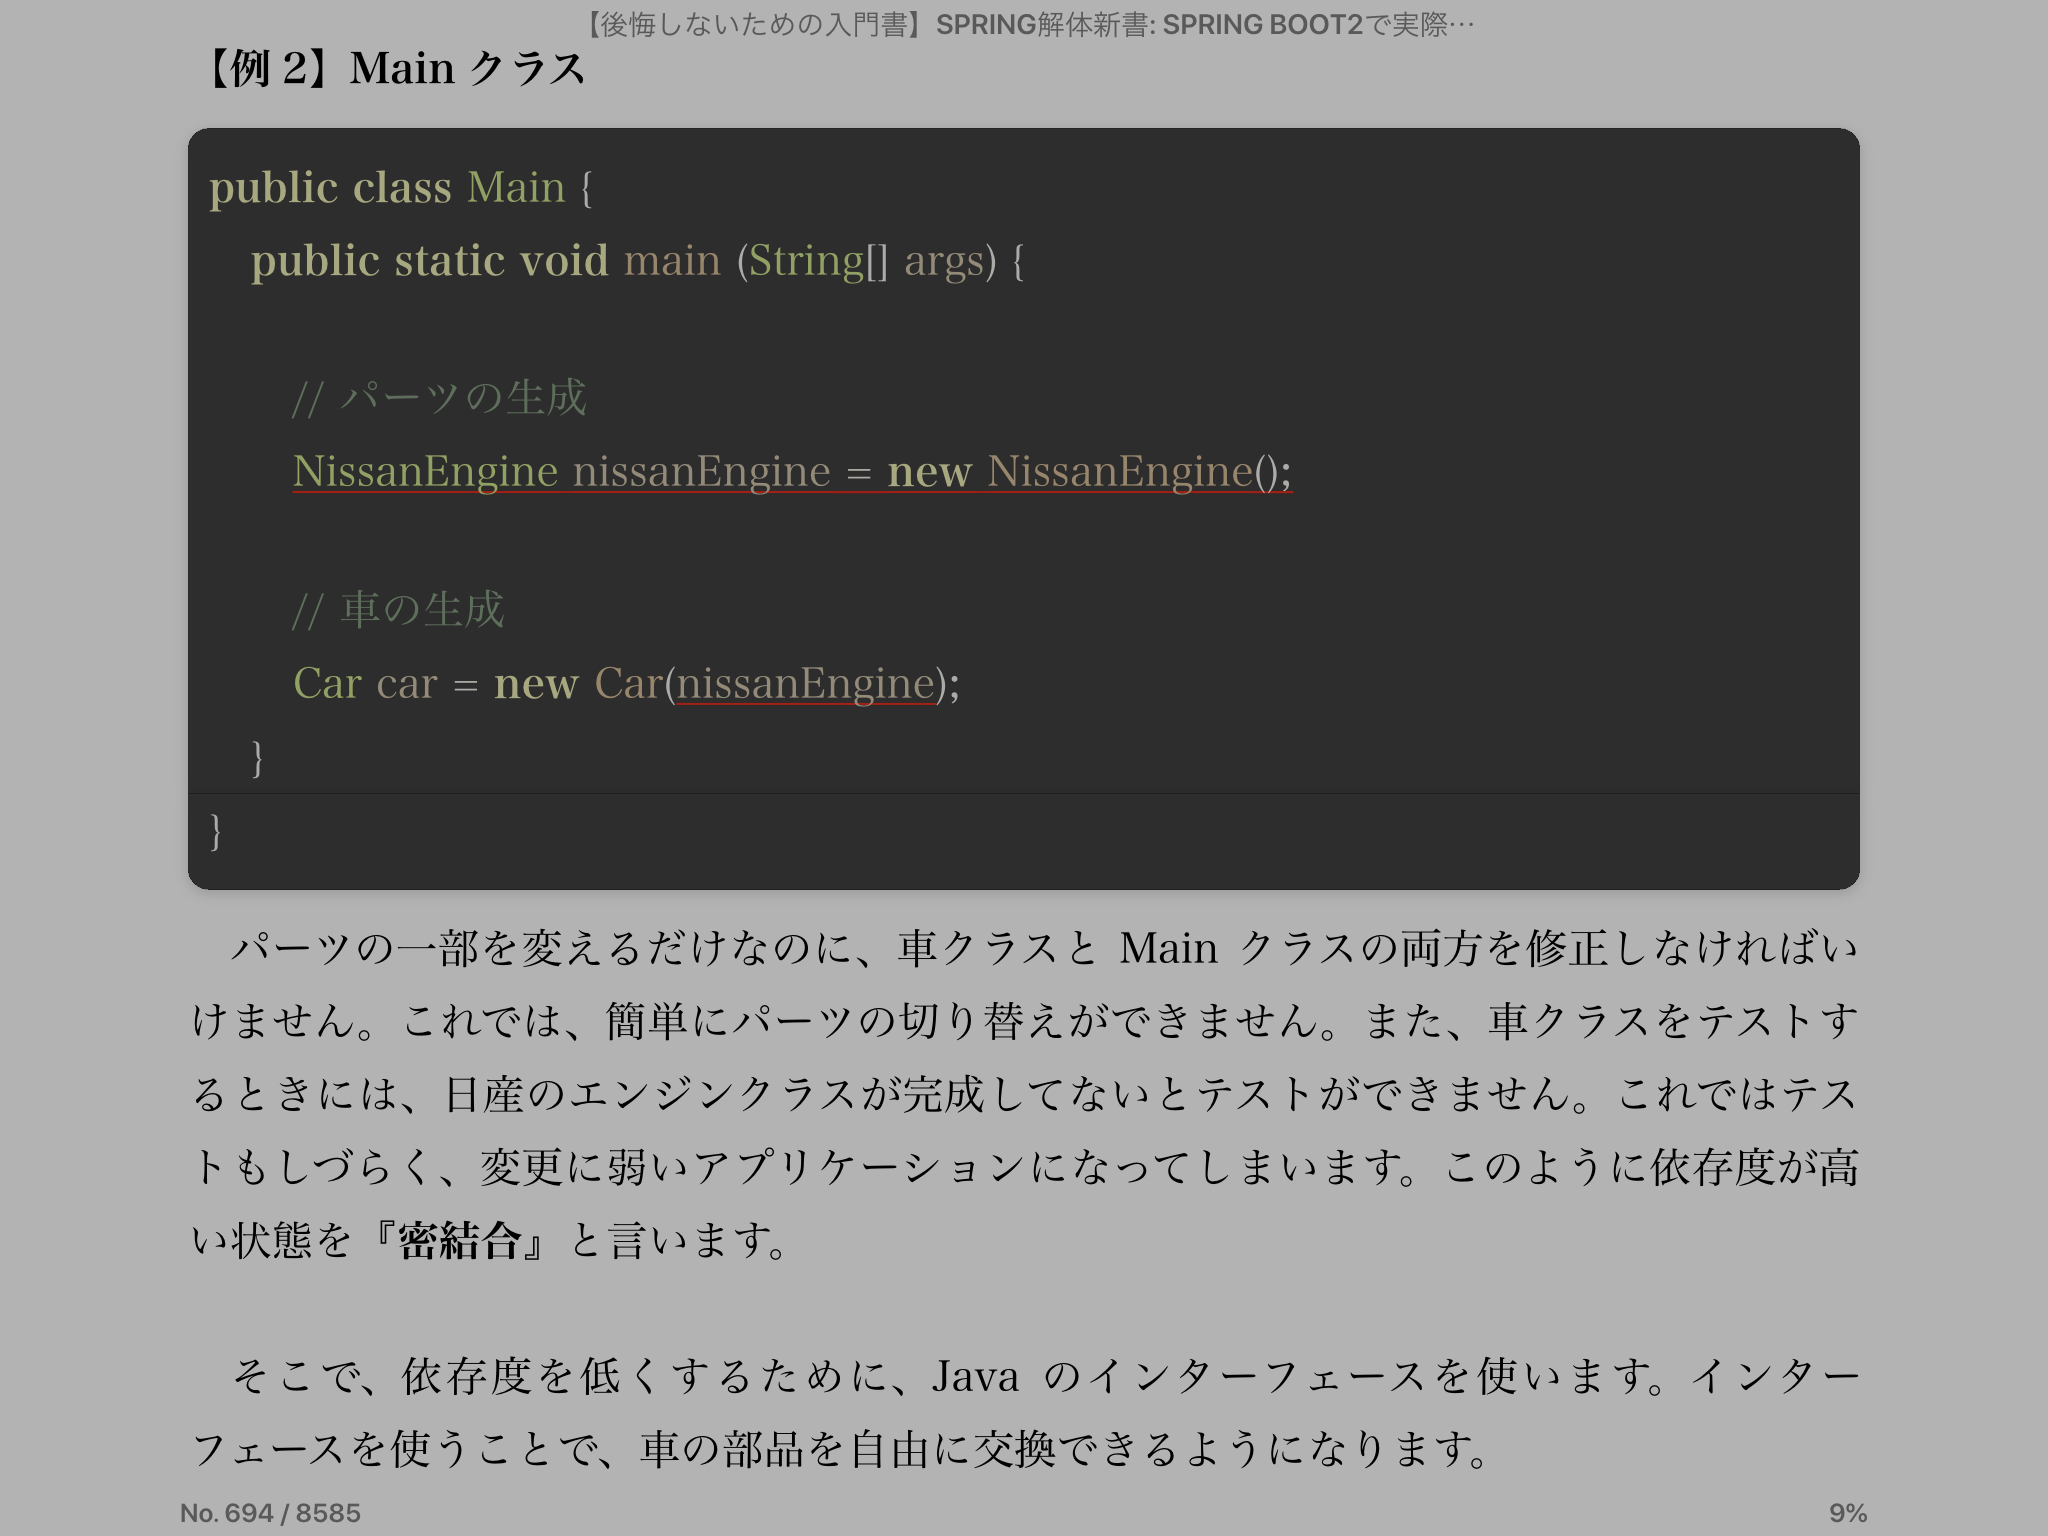 【後悔しないための入門書】SPRING解体新書: SPRING BOOT2で実際…
【例 2】Main クラス
public class Main {
public static void main (String[] args) {
// パーツの生成
NissanEngine nissanEngine = new NissanEngine();
// 車の生成
Car car = new Car(nissanEngine);
}
}
パーツの一部を変えるだけなのに、車クラスと Main クラスの両方を修正しなければい
けません。これでは、簡単にパーツの切り替えができません。また、車クラスをテストす
るときには、日産のエンジンクラスが完成してないとテストができません。これではテス
トもしづらく、変更に弱いアプリケーションになってしまいます。このように依存度が高
い状態を『密結合』と言います。
そこで、依存度を低くするために、Java のインターフェースを使います。インター
フェースを使うことで、車の部品を自由に交換できるようになります。
No. 694 / 8585
9%